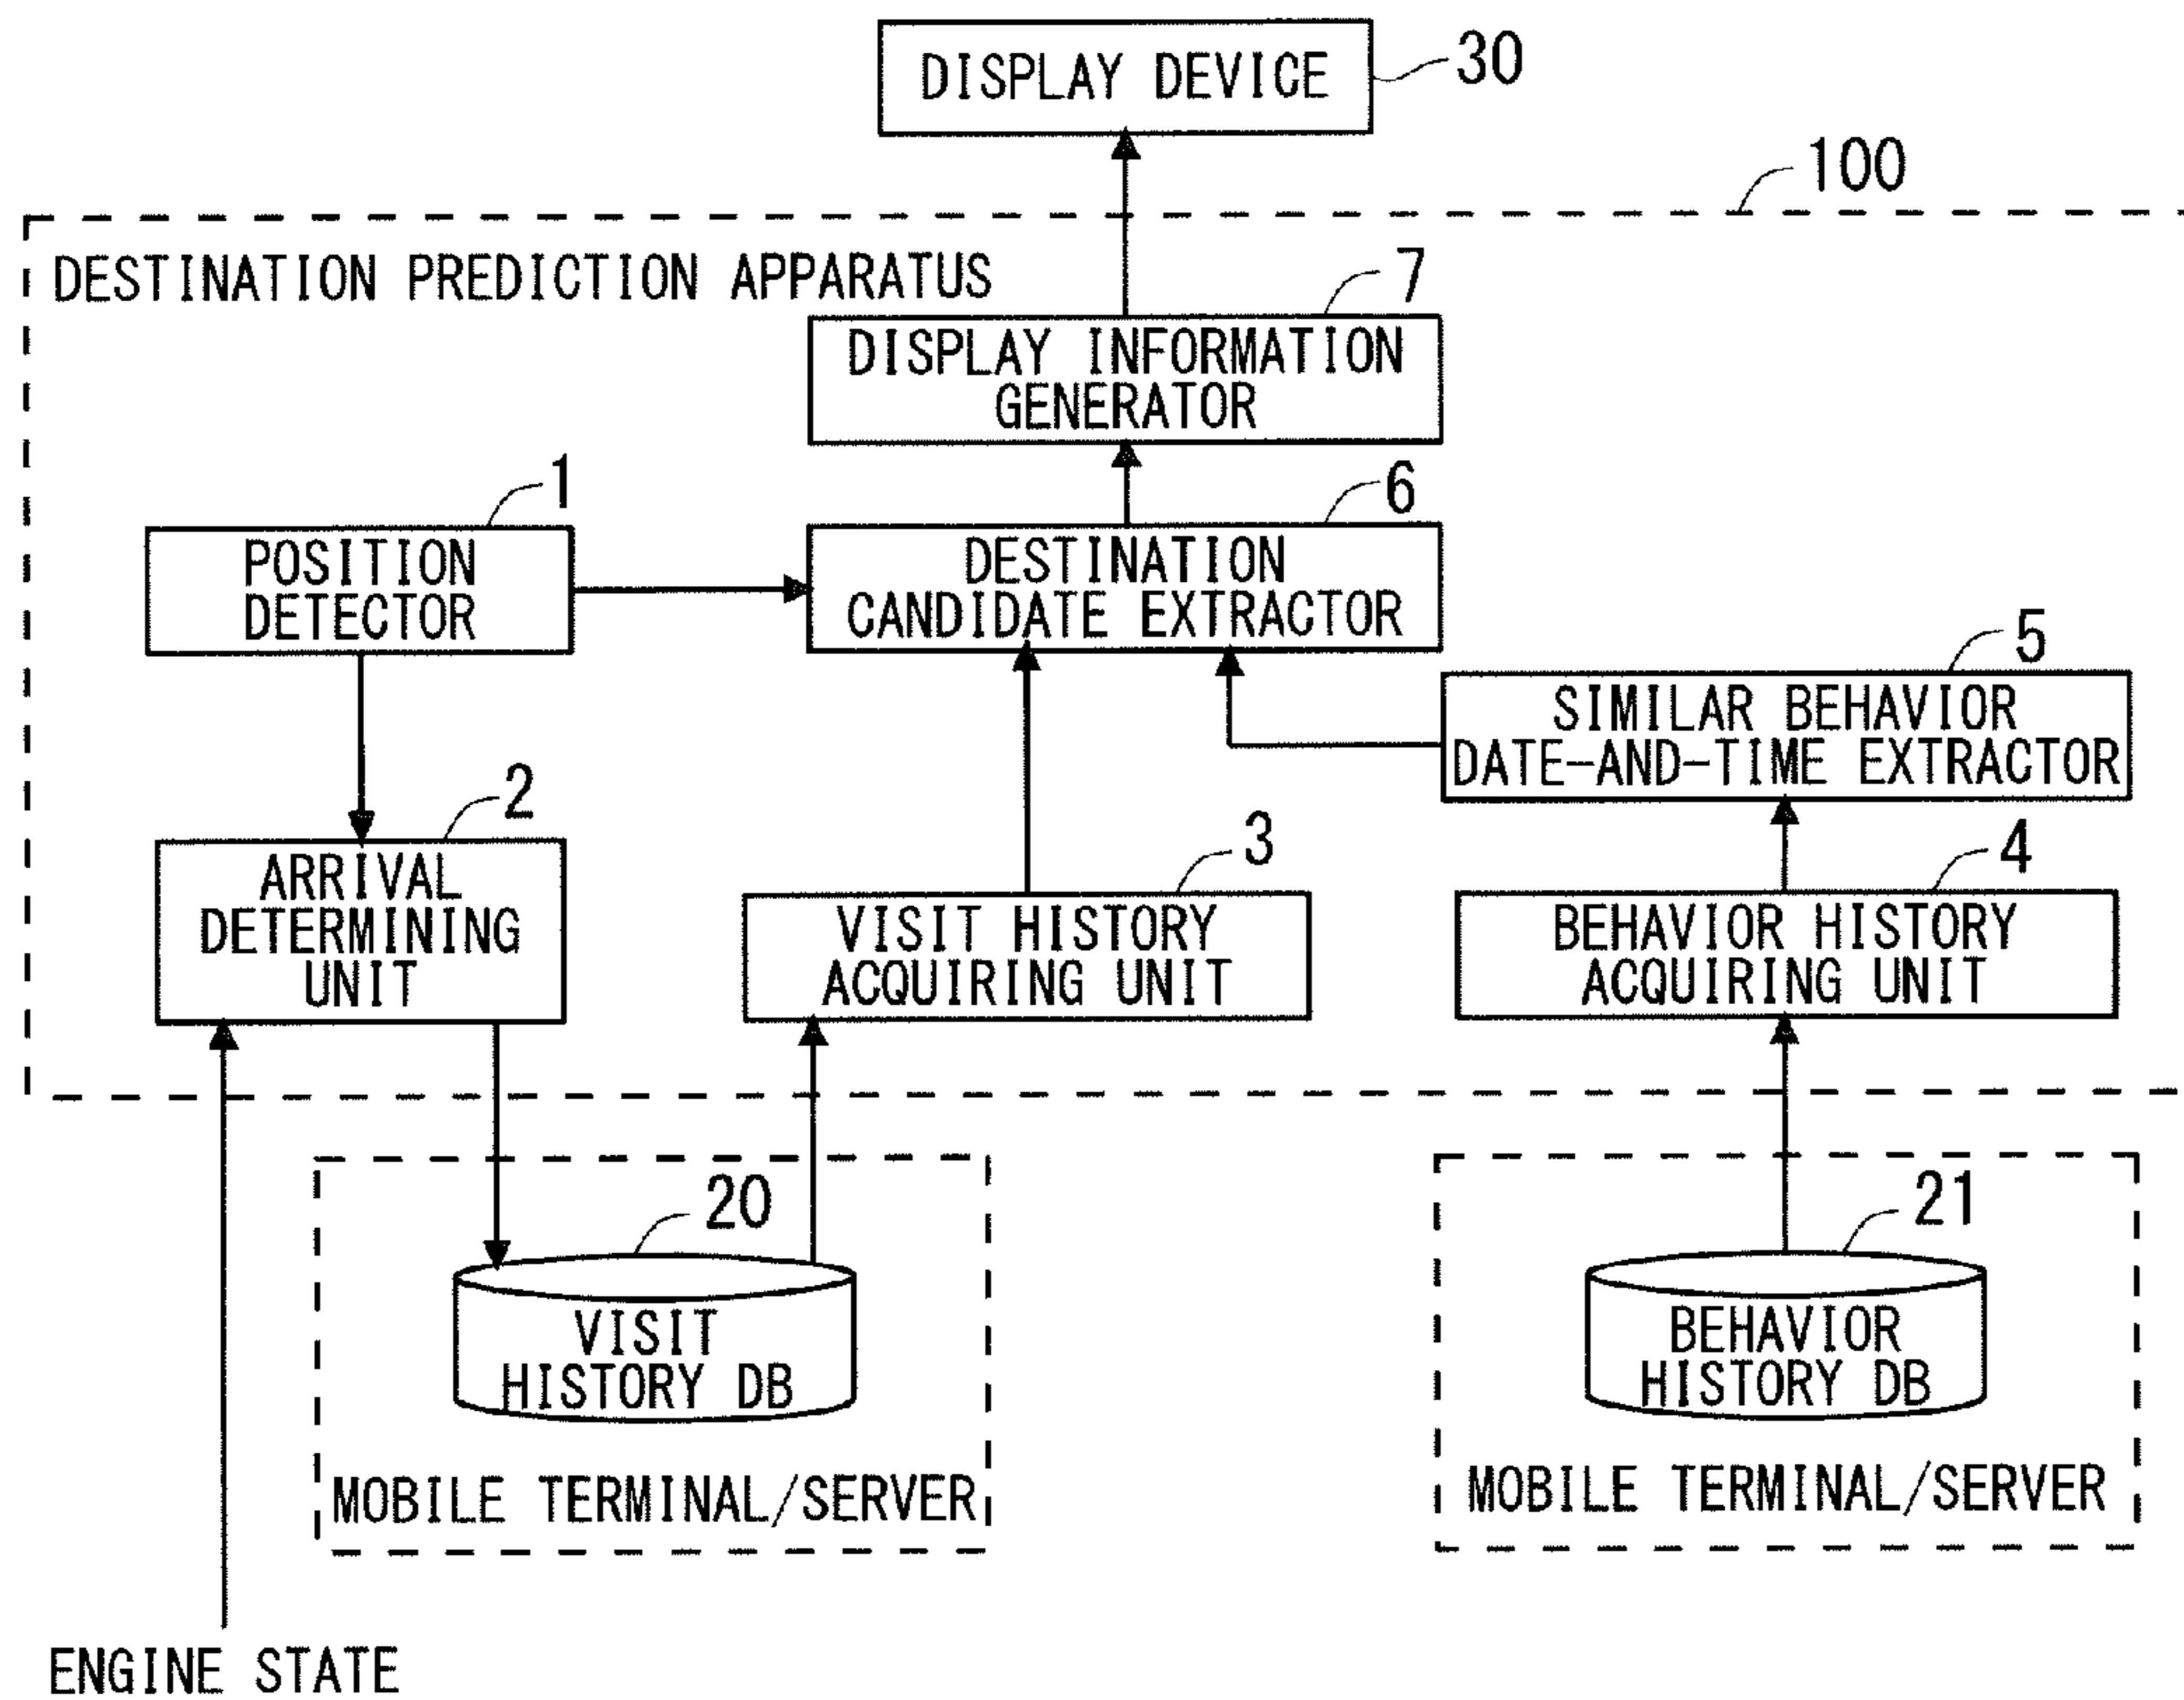 DISPLAY DEVICE
30
100
DESTINATION PREDICTION APPARATUS
7
DISPLAY INFORMATION
GENERATOR
1
POSITION
DETECTOR
6
DESTINATION
CANDIDATE EXTRACTOR
5
SIMILAR BEHAVIOR
DATE-AND-TIME EXTRACTOR
2
ARRIVAL
DETERMINING
UNIT
3
VISIT HISTORY
ACQUIRING UNIT
4
BEHAVIOR HISTORY
ACQUIRING UNIT
20
VISIT
HISTORY DB
MOBILE TERMINAL/SERVER
21
BEHAVIOR
HISTORY DB
MOBILE TERMINAL/SERVER
ENGINE STATE